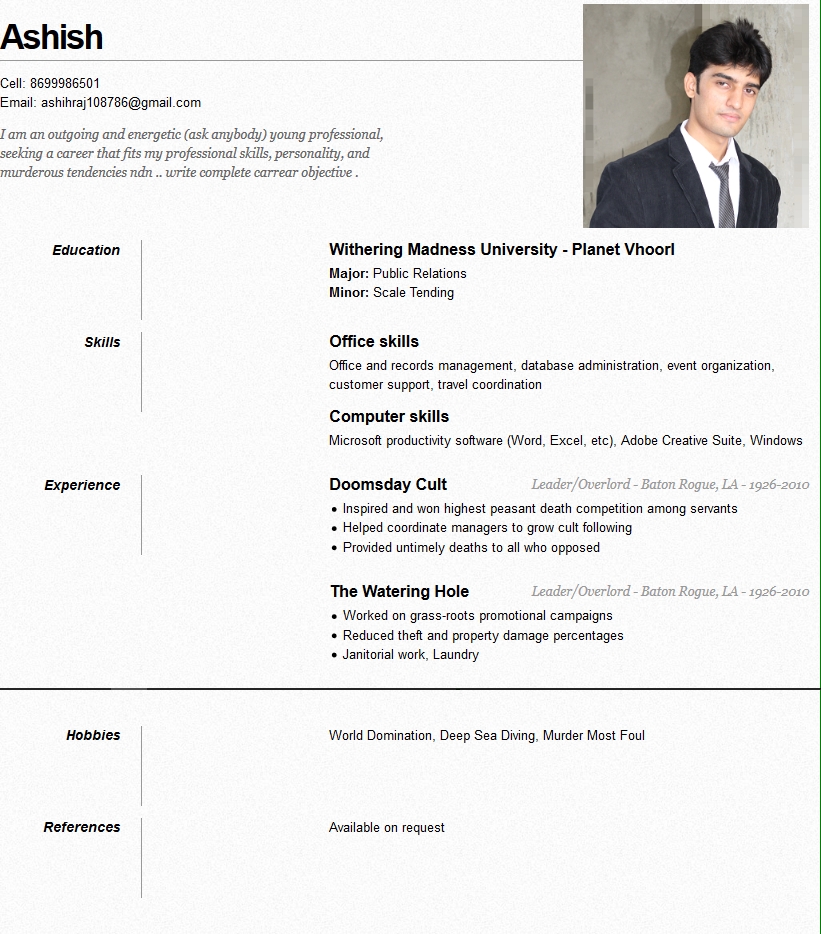 Ashish
Cell: 8699986501
Email: ashihraj108786@gmail.com
I am an outgoing and energetic (ask anybody) young professional,
seeking a career that fits my professional skills, personality, and
murderous tendencies ndn .. write complete carrear objective .
Education
Withering Madness University - Planet Vhoorl
Major: Public Relations
Minor: Scale Tending
Skills
Office skills
Office and records management, database administration, event organization,
customer support, travel coordination
Computer skills
Microsoft productivity software (Word, Excel, etc), Adobe Creative Suite, Windows
Experience
Doomsday Cult Leader/Overlord - Baton Rogue, LA - 1926-2010
• Inspired and won highest peasant death competition among servants
• Helped coordinate managers to grow cult following
• Provided untimely deaths to all who opposed
The Watering Hole Leader/Overlord - Baton Rogue, LA - 1926-2010
• Worked on grass-roots promotional campaigns
• Reduced theft and property damage percentages
• Janitorial work, Laundry
Hobbies
World Domination, Deep Sea Diving, Murder Most Foul
References
Available on request